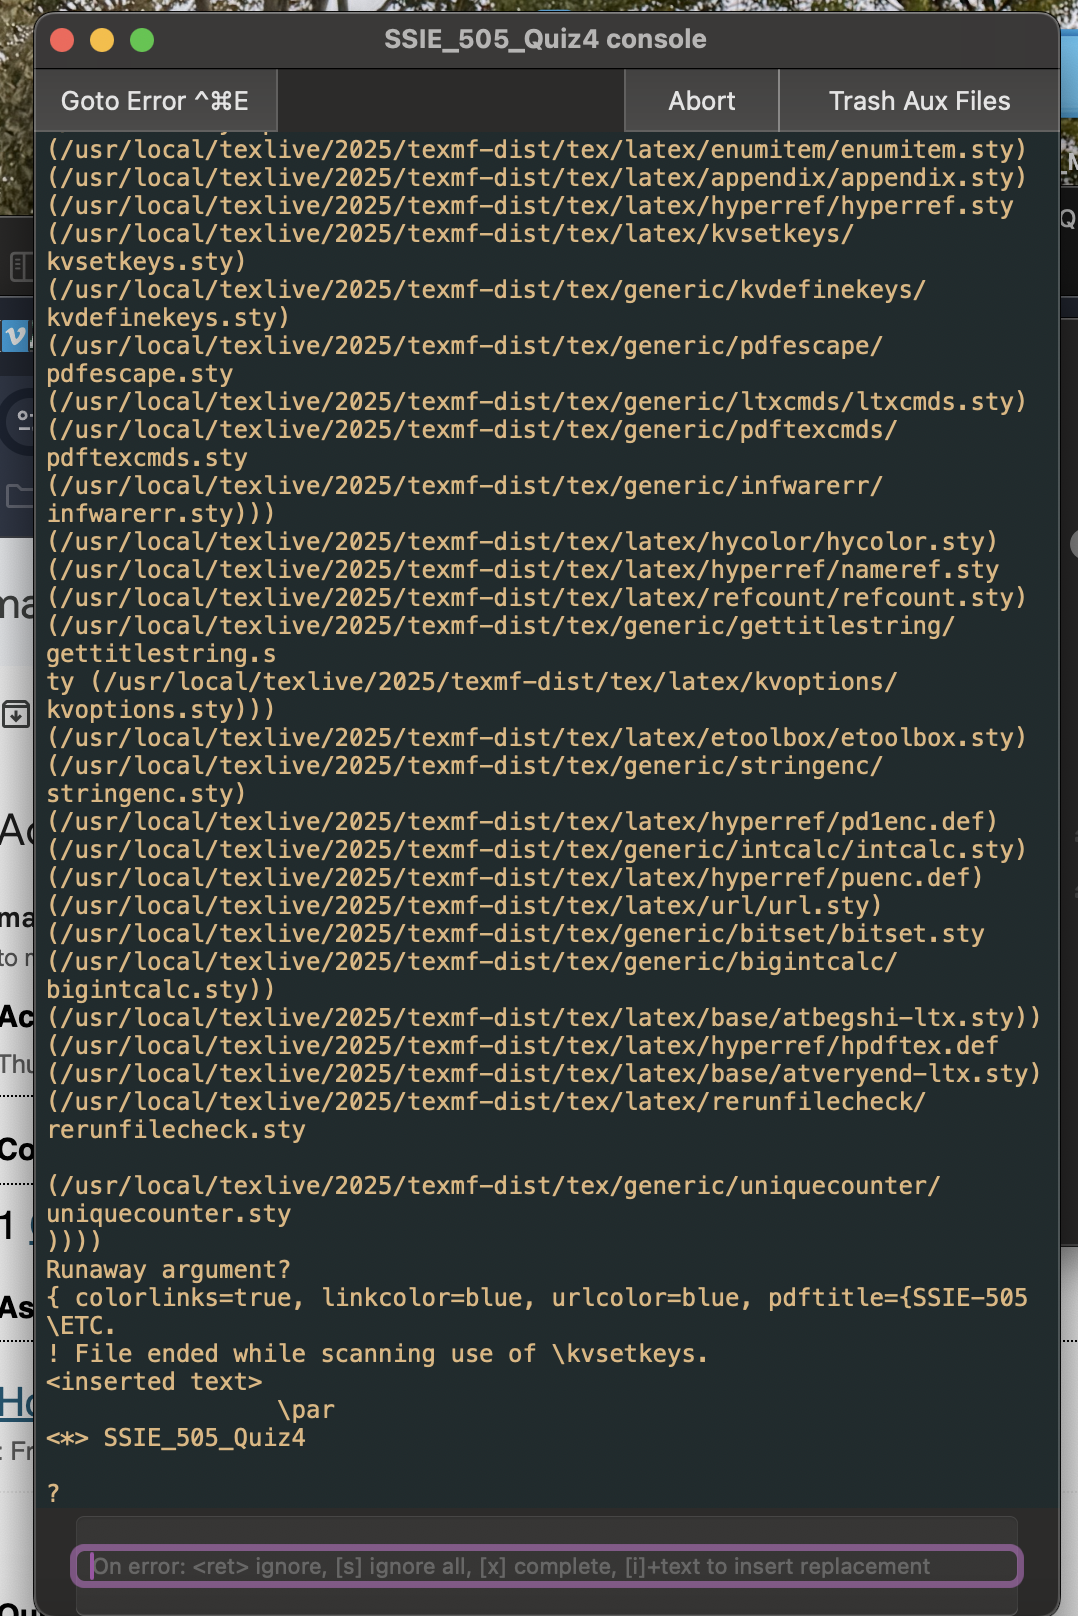 SSIE_505_Quiz4 console
Goto Error ^⌘E
Abort
Trash Aux Files
(/usr/local/texlive/2025/texmf-dist/tex/latex/enumitem/enumitem.sty)
(/usr/local/texlive/2025/texmf-dist/tex/latex/appendix/appendix.sty)
(/usr/local/texlive/2025/texmf-dist/tex/latex/hyperref/hyperref.sty
(/usr/local/texlive/2025/texmf-dist/tex/latex/kvsetkeys/
kvsetkeys.sty)
(/usr/local/texlive/2025/texmf-dist/tex/generic/kvdefinekeys/
kvdefinekeys.sty)
(/usr/local/texlive/2025/texmf-dist/tex/generic/pdfescape/
pdfescape.sty
(/usr/local/texlive/2025/texmf-dist/tex/generic/ltxcmds/ltxcmds.sty)
(/usr/local/texlive/2025/texmf-dist/tex/generic/pdftexcmds/
pdftexcmds.sty
(/usr/local/texlive/2025/texmf-dist/tex/generic/infwarerr/
infwarerr.sty)))
(/usr/local/texlive/2025/texmf-dist/tex/latex/hycolor/hycolor.sty)
(/usr/local/texlive/2025/texmf-dist/tex/latex/hyperref/nameref.sty
(/usr/local/texlive/2025/texmf-dist/tex/latex/refcount/refcount.sty)
(/usr/local/texlive/2025/texmf-dist/tex/generic/gettitlestring/
gettitlestring.s
ty (/usr/local/texlive/2025/texmf-dist/tex/latex/kvoptions/
kvoptions.sty)))
(/usr/local/texlive/2025/texmf-dist/tex/latex/etoolbox/etoolbox.sty)
(/usr/local/texlive/2025/texmf-dist/tex/generic/stringenc/
stringenc.sty)
(/usr/local/texlive/2025/texmf-dist/tex/latex/hyperref/pd1enc.def)
(/usr/local/texlive/2025/texmf-dist/tex/generic/intcalc/intcalc.sty)
(/usr/local/texlive/2025/texmf-dist/tex/latex/hyperref/puenc.def)
(/usr/local/texlive/2025/texmf-dist/tex/latex/url/url.sty)
(/usr/local/texlive/2025/texmf-dist/tex/generic/bitset/bitset.sty
(/usr/local/texlive/2025/texmf-dist/tex/generic/bigintcalc/
bigintcalc.sty))
(/usr/local/texlive/2025/texmf-dist/tex/latex/base/atbegshi-ltx.sty))
(/usr/local/texlive/2025/texmf-dist/tex/latex/hyperref/hpdftex.def
(/usr/local/texlive/2025/texmf-dist/tex/latex/base/atveryend-ltx.sty)
(/usr/local/texlive/2025/texmf-dist/tex/latex/rerunfilecheck/
rerunfilecheck.sty
(/usr/local/texlive/2025/texmf-dist/tex/generic/uniquecounter/
uniquecounter.sty
))))
Runaway argument?
{ colorlinks=true, linkcolor=blue, urlcolor=blue, pdftitle={SSIE-505
\ETC.
! File ended while scanning use of \kvsetkeys.
<inserted text>
\par
<*> SSIE_505_Quiz4
?
On error: <ret> ignore, [s] ignore all, [x] complete, [i]+text to insert replacement